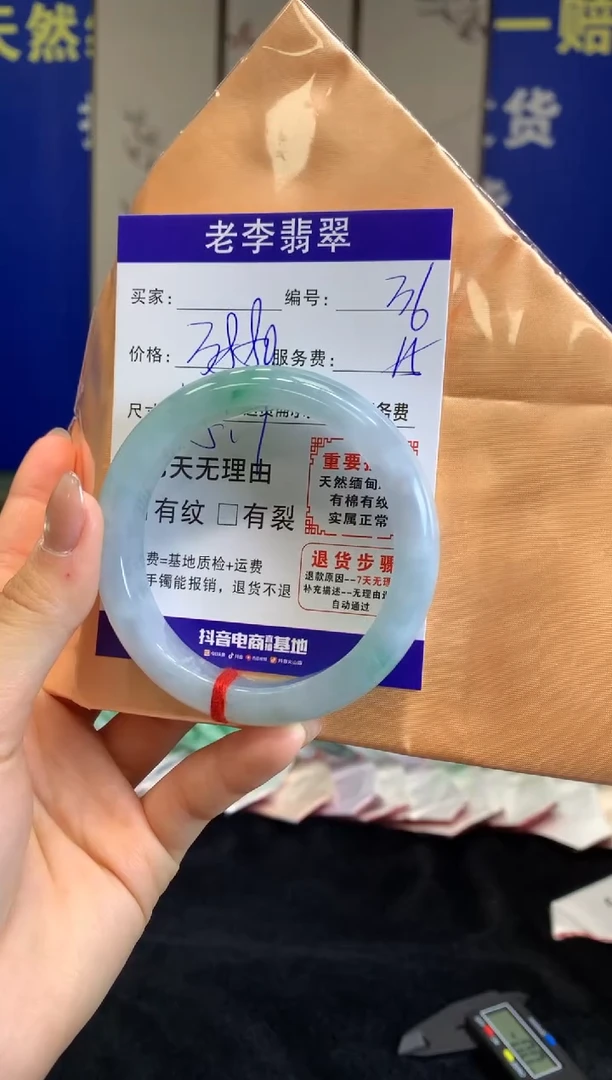 天然
一赔
货
老李翡翠
买家： 编号： 36
价格： 服务费： 15
尺 务费
天无理由
有纹 □有裂
重要
天然缅甸
有棉有纹
实属正常
费=基地质检+运费
手镯能报销，退货不退
退货步骤
退款原因--7天无理
补充描述--无理由
自动通过
抖音电商直播基地